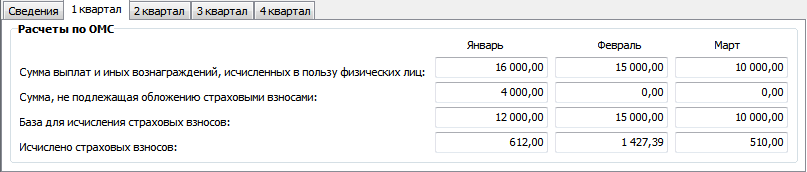 Сведения 1 квартал 2 квартал 3 квартал 4 квартал
Расчеты по ОМС
Январь Февраль Март
Сумма выплат и иных вознаграждений, исчисленных в пользу физических лиц: 16 000,00 15 000,00 10 000,00
Сумма, не подлежащая обложению страховыми взносами: 4 000,00 0,00 0,00
База для исчисления страховых взносов: 12 000,00 15 000,00 10 000,00
Исчислено страховых взносов: 612,00 1 427,39 510,00